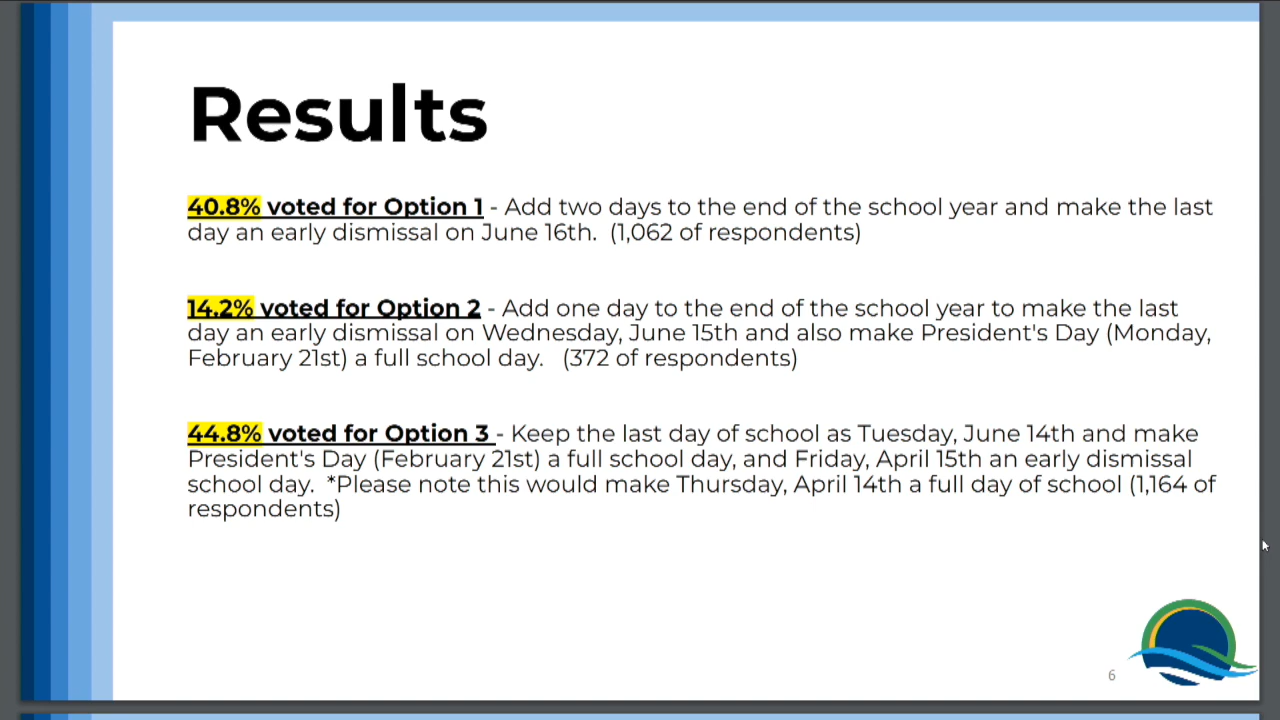 Results
40.8% voted for Option 1 - Add two days to the end of the school year and make the last
day an early dismissal on June 16th.  (1,062 of respondents)
14.2% voted for Option 2 - Add one day to the end of the school year to make the last
day an early dismissal on Wednesday, June 15th and also make President's Day (Monday,
February 21st) a full school day.   (372 of respondents)
44.8% voted for Option 3 - Keep the last day of school as Tuesday, June 14th and make
President's Day (February 21st) a full school day, and Friday, April 15th an early dismissal
school day.  *Please note this would make Thursday, April 14th a full day of school (1,164 of
respondents)
6